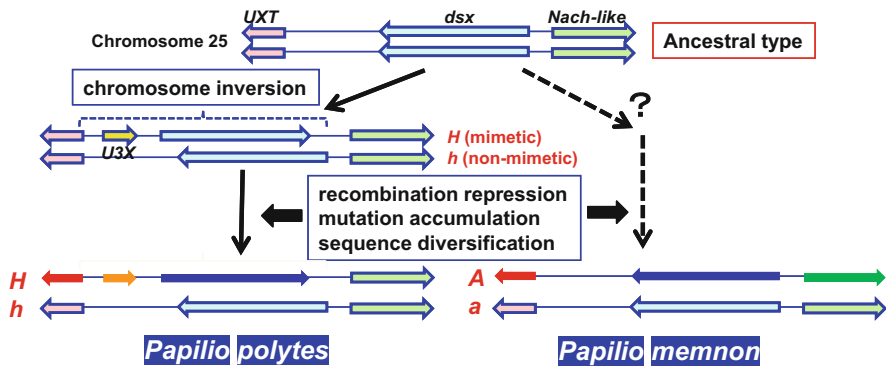 UXT
dsx
Nach-like
Chromosome 25
Ancestral type
chromosome inversion
?
U3X
H (mimetic)
h (non-mimetic)
recombination repression
mutation accumulation
sequence diversification
H
h
A
a
Papilio polytes
Papilio memnon